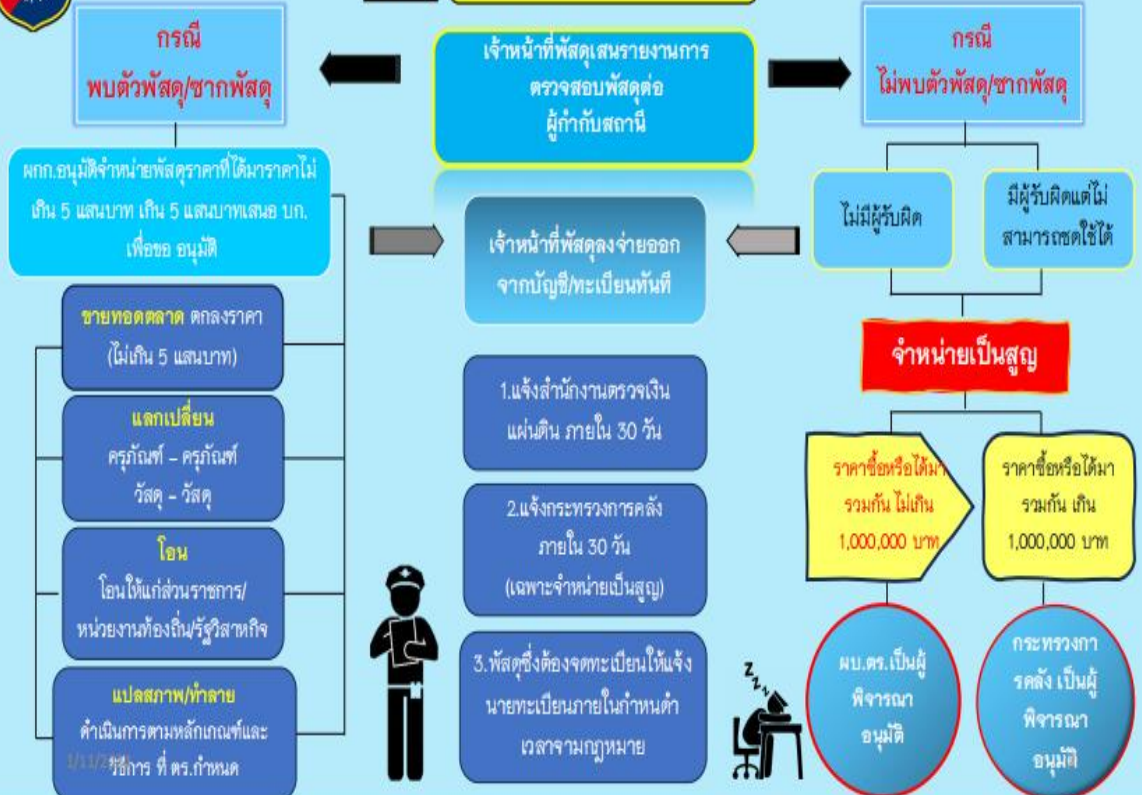 กรณี
พบตัวพัสดุ/ซากพัสดุ
เจ้าหน้าที่พัสดุเสนรายงานการ
ตรวจสอบพัสดุต่อ
ผู้กำกับสถานี
กรณี
ไม่พบตัวพัสดุ/ซากพัสดุ
ผกก.อนุมัติจำหน่ายพัสดุราคาที่ได้มาราคาไม่
เกิน 5 แสนบาท เกิน 5 แสนบาทเสนอ บก.
เพื่อขอ อนุมัติ
เจ้าหน้าที่พัสดุลงจ่ายออก
จากบัญชี/ทะเบียนทันที
ไม่มีผู้รับผิด
มีผู้รับผิดแต่ไม่
สามารถชดใช้ได้
ขายทอดตลาด ตกลงราคา
(ไม่เกิน 5 แสนบาท)
แลกเปลี่ยน
ครุภัณฑ์ – ครุภัณฑ์
วัสดุ – วัสดุ
โอน
โอนให้แก่ส่วนราชการ/
หน่วยงานท้องถิ่น/รัฐวิสาหกิจ
แปลสภาพ/ทำลาย
ดำเนินการตามหลักเกณฑ์และ
วิธีการ ที่ ตร.กำหนด
1.แจ้งสำนักงานตรวจเงิน
แผ่นดิน ภายใน 30 วัน
2.แจ้งกระทรวงการคลัง
ภายใน 30 วัน
(เฉพาะจำหน่ายเป็นสูญ)
3.พัสดุซึ่งต้องจดทะเบียนให้แจ้ง
นายทะเบียนภายในกำหนดำ
เวลาจามกฎหมาย
จำหน่ายเป็นสูญ
ราคาซื้อหรือได้มา
รวมกัน ไม่เกิน
1,000,000 บาท
ราคาซื้อหรือได้มา
รวมกัน เกิน
1,000,000 บาท
ผบ.ตร.เป็นผู้
พิจารณา
อนุมัติ
กระทรวงกา
รคลัง เป็นผู้
พิจารณา
อนุมัติ
Z Z Z